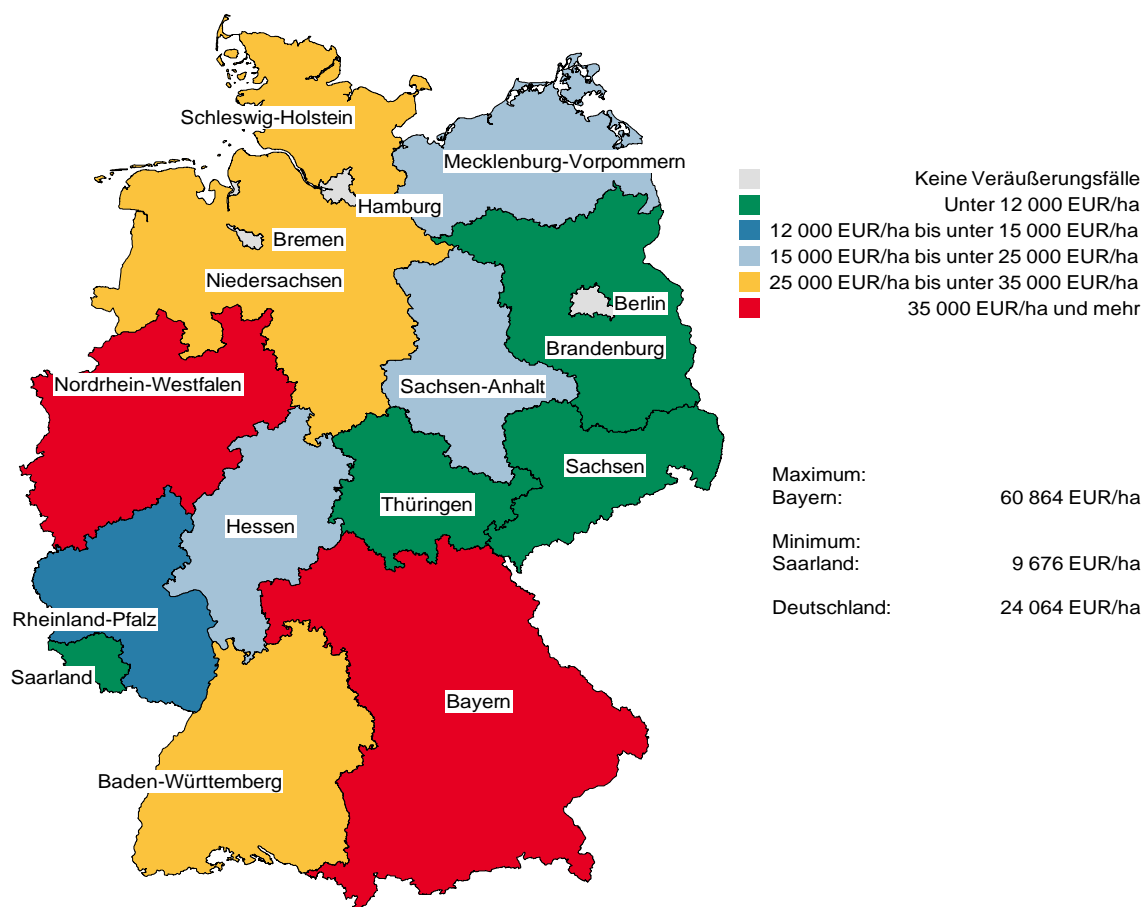 Schleswig-Holstein
Mecklenburg-Vorpommern
Hamburg
Bremen
Niedersachsen
Berlin
Brandenburg
Nordrhein-Westfalen
Sachsen-Anhalt
Sachsen
Thüringen
Hessen
Rheinland-Pfalz
Saarland
Bayern
Baden-Württemberg
Keine Veräußerungsfälle
Unter 12 000 EUR/ha
12 000 EUR/ha bis unter 15 000 EUR/ha
15 000 EUR/ha bis unter 25 000 EUR/ha
25 000 EUR/ha bis unter 35 000 EUR/ha
35 000 EUR/ha und mehr
Maximum:
Bayern: 60 864 EUR/ha
Minimum:
Saarland: 9 676 EUR/ha
Deutschland: 24 064 EUR/ha